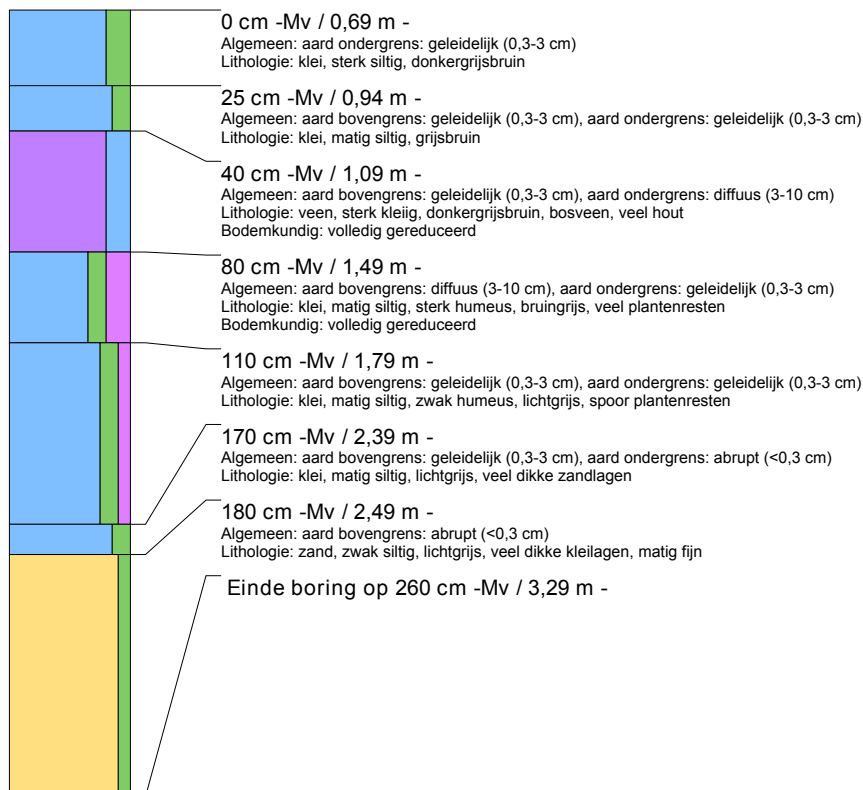 0 cm -Mv / 0,69 m -
Algemeen: aard ondergrens: geleidelijk (0,3-3 cm)
Lithologie: klei, sterk siltig, donkergrijsbruin
25 cm -Mv / 0,94 m -
Algemeen: aard bovengrens: geleidelijk (0,3-3 cm), aard ondergrens: geleidelijk (0,3-3 cm)
Lithologie: klei, matig siltig, grijsbruin
40 cm -Mv / 1,09 m -
Algemeen: aard bovengrens: geleidelijk (0,3-3 cm), aard ondergrens: diffuus (3-10 cm)
Lithologie: veen, sterk kleiig, donkergrijsbruin, bosveen, veel hout
Bodemkundig: volledig gereduceerd
80 cm -Mv / 1,49 m -
Algemeen: aard bovengrens: diffuus (3-10 cm), aard ondergrens: geleidelijk (0,3-3 cm)
Lithologie: klei, matig siltig, sterk humeus, bruingrijs, veel plantenresten
Bodemkundig: volledig gereduceerd
110 cm -Mv / 1,79 m -
Algemeen: aard bovengrens: geleidelijk (0,3-3 cm), aard ondergrens: geleidelijk (0,3-3 cm)
Lithologie: klei, matig siltig, zwak humeus, lichtgrijs, spoor plantenresten
170 cm -Mv / 2,39 m -
Algemeen: aard bovengrens: geleidelijk (0,3-3 cm), aard ondergrens: abrupt (<0,3 cm)
Lithologie: klei, matig siltig, lichtgrijs, veel dikke zandlagen
180 cm -Mv / 2,49 m -
Algemeen: aard bovengrens: abrupt (<0,3 cm)
Lithologie: zand, zwak siltig, lichtgrijs, veel dikke kleilagen, matig fijn
Einde boring op 260 cm -Mv / 3,29 m -